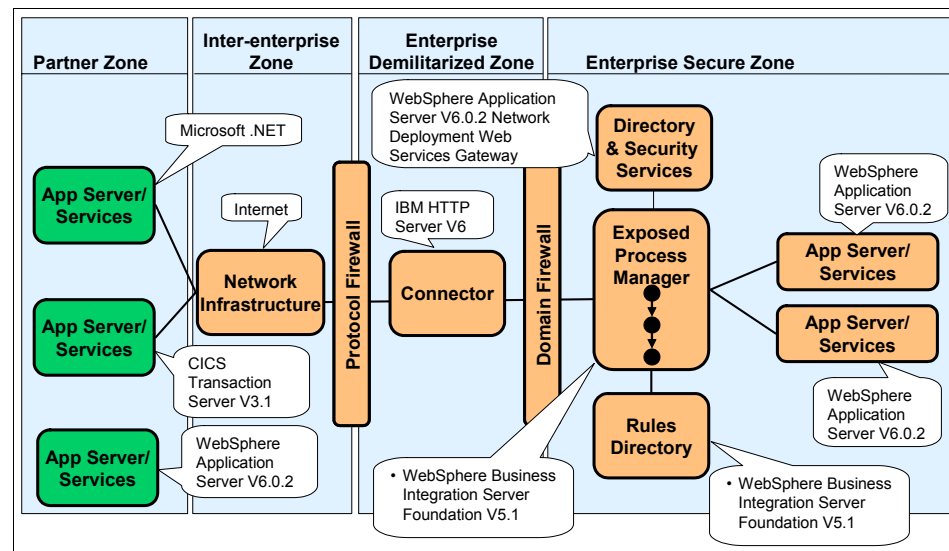 Partner Zone
Inter-enterprise
Zone
Enterprise
Demilitarized Zone
Enterprise Secure Zone
Microsoft .NET
App Server/
Services
App Server/
Services
CICS
Transaction
Server V3.1
App Server/
Services
WebSphere
Application
Server V6.0.2
Internet
Network
Infrastructure
Protocol Firewall
IBM HTTP
Server V6
Connector
Domain Firewall
WebSphere Application
Server V6.0.2 Network
Deployment Web
Services Gateway
Directory
& Security
Services
Exposed
Process
Manager
Rules
Directory
• WebSphere Business
Integration Server
Foundation V5.1
• WebSphere Business
Integration Server
Foundation V5.1
WebSphere
Application
Server V6.0.2
App Server/
Services
App Server/
Services
WebSphere
Application
Server V6.0.2